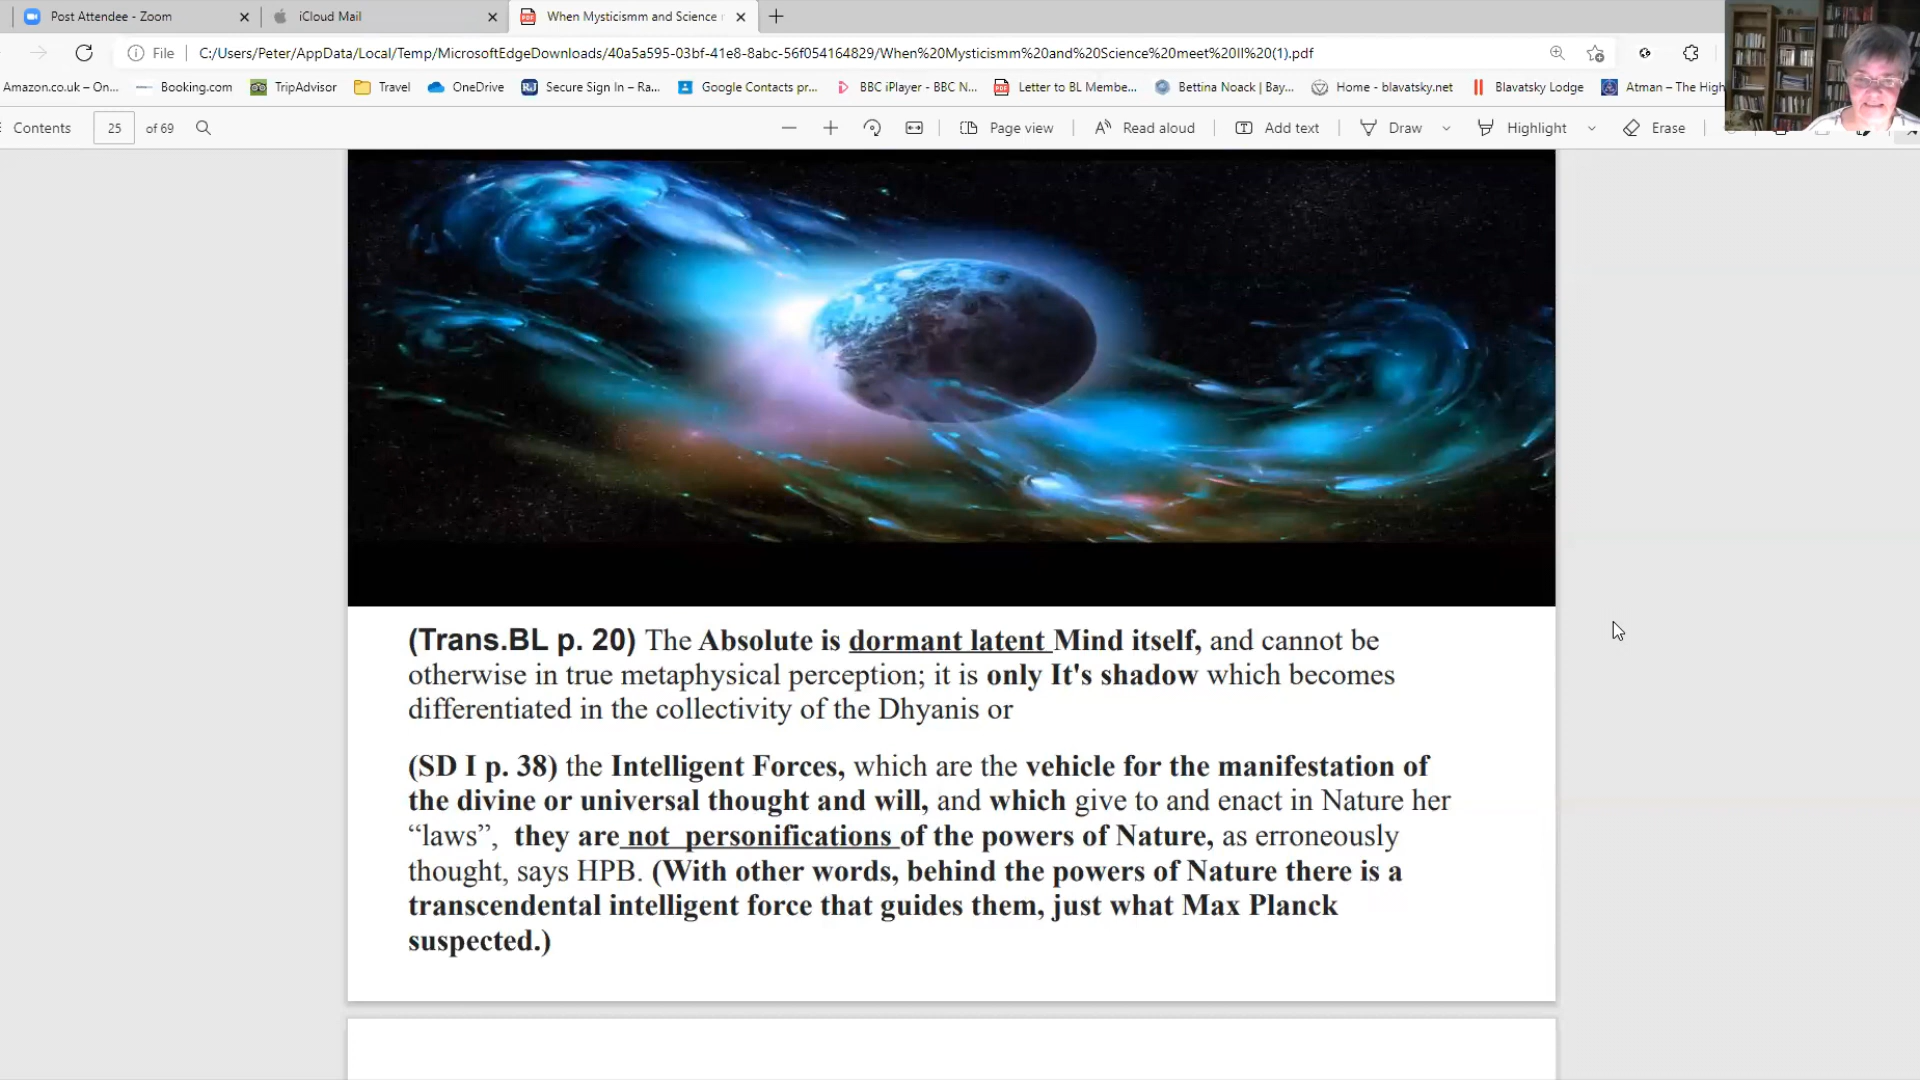 Post Attendee - Zoom
iCloud Mail
When Mysticismm and Science
File
C:/Users/Peter/AppData/Local/Temp/MicrosoftEdgeDownloads/40a5a595-03bf-41e8-8abc-56f054164829/When%20Mysticismm%20and%20Science%20meet%20II%20(1).pdf
Amazon.co.uk – On...
Booking.com
TripAdvisor
Travel
OneDrive
Secure Sign In – Ra...
Google Contacts pr...
BBC iPlayer - BBC N...
Letter to BL Membe...
Bettina Noack | Bay...
Home - blavatsky.net
Blavatsky Lodge
Atman – The High
Contents
25
of 69
Page view
Read aloud
Add text
Draw
Highlight
Erase
(Trans.BL p. 20) The Absolute is dormant latent Mind itself, and cannot be
otherwise in true metaphysical perception; it is only It's shadow which becomes
differentiated in the collectivity of the Dhyanis or
(SD I p. 38) the Intelligent Forces, which are the vehicle for the manifestation of
the divine or universal thought and will, and which give to and enact in Nature her
“laws”, they are not personifications of the powers of Nature, as erroneously
thought, says HPB. (With other words, behind the powers of Nature there is a
transcendental intelligent force that guides them, just what Max Planck
suspected.)